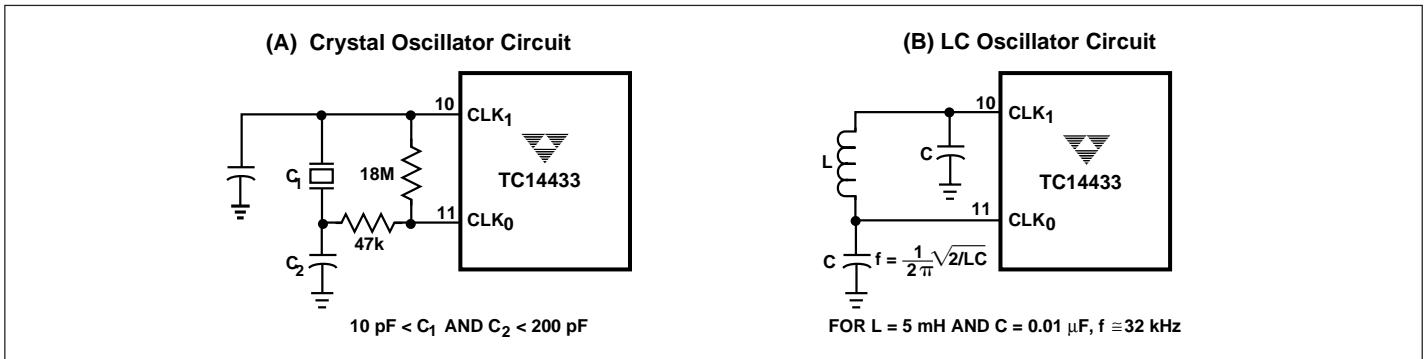 (A) Crystal Oscillator Circuit
10
CLK1
C1
18M
TC14433
11
CLK0
47k
C2
10 pF < C1 AND C2 < 200 pF
(B) LC Oscillator Circuit
10
CLK1
C
L
TC14433
11
CLK0
C
f = 1/2π √2/LC
FOR L = 5 mH AND C = 0.01 µF, f ≅ 32 kHz